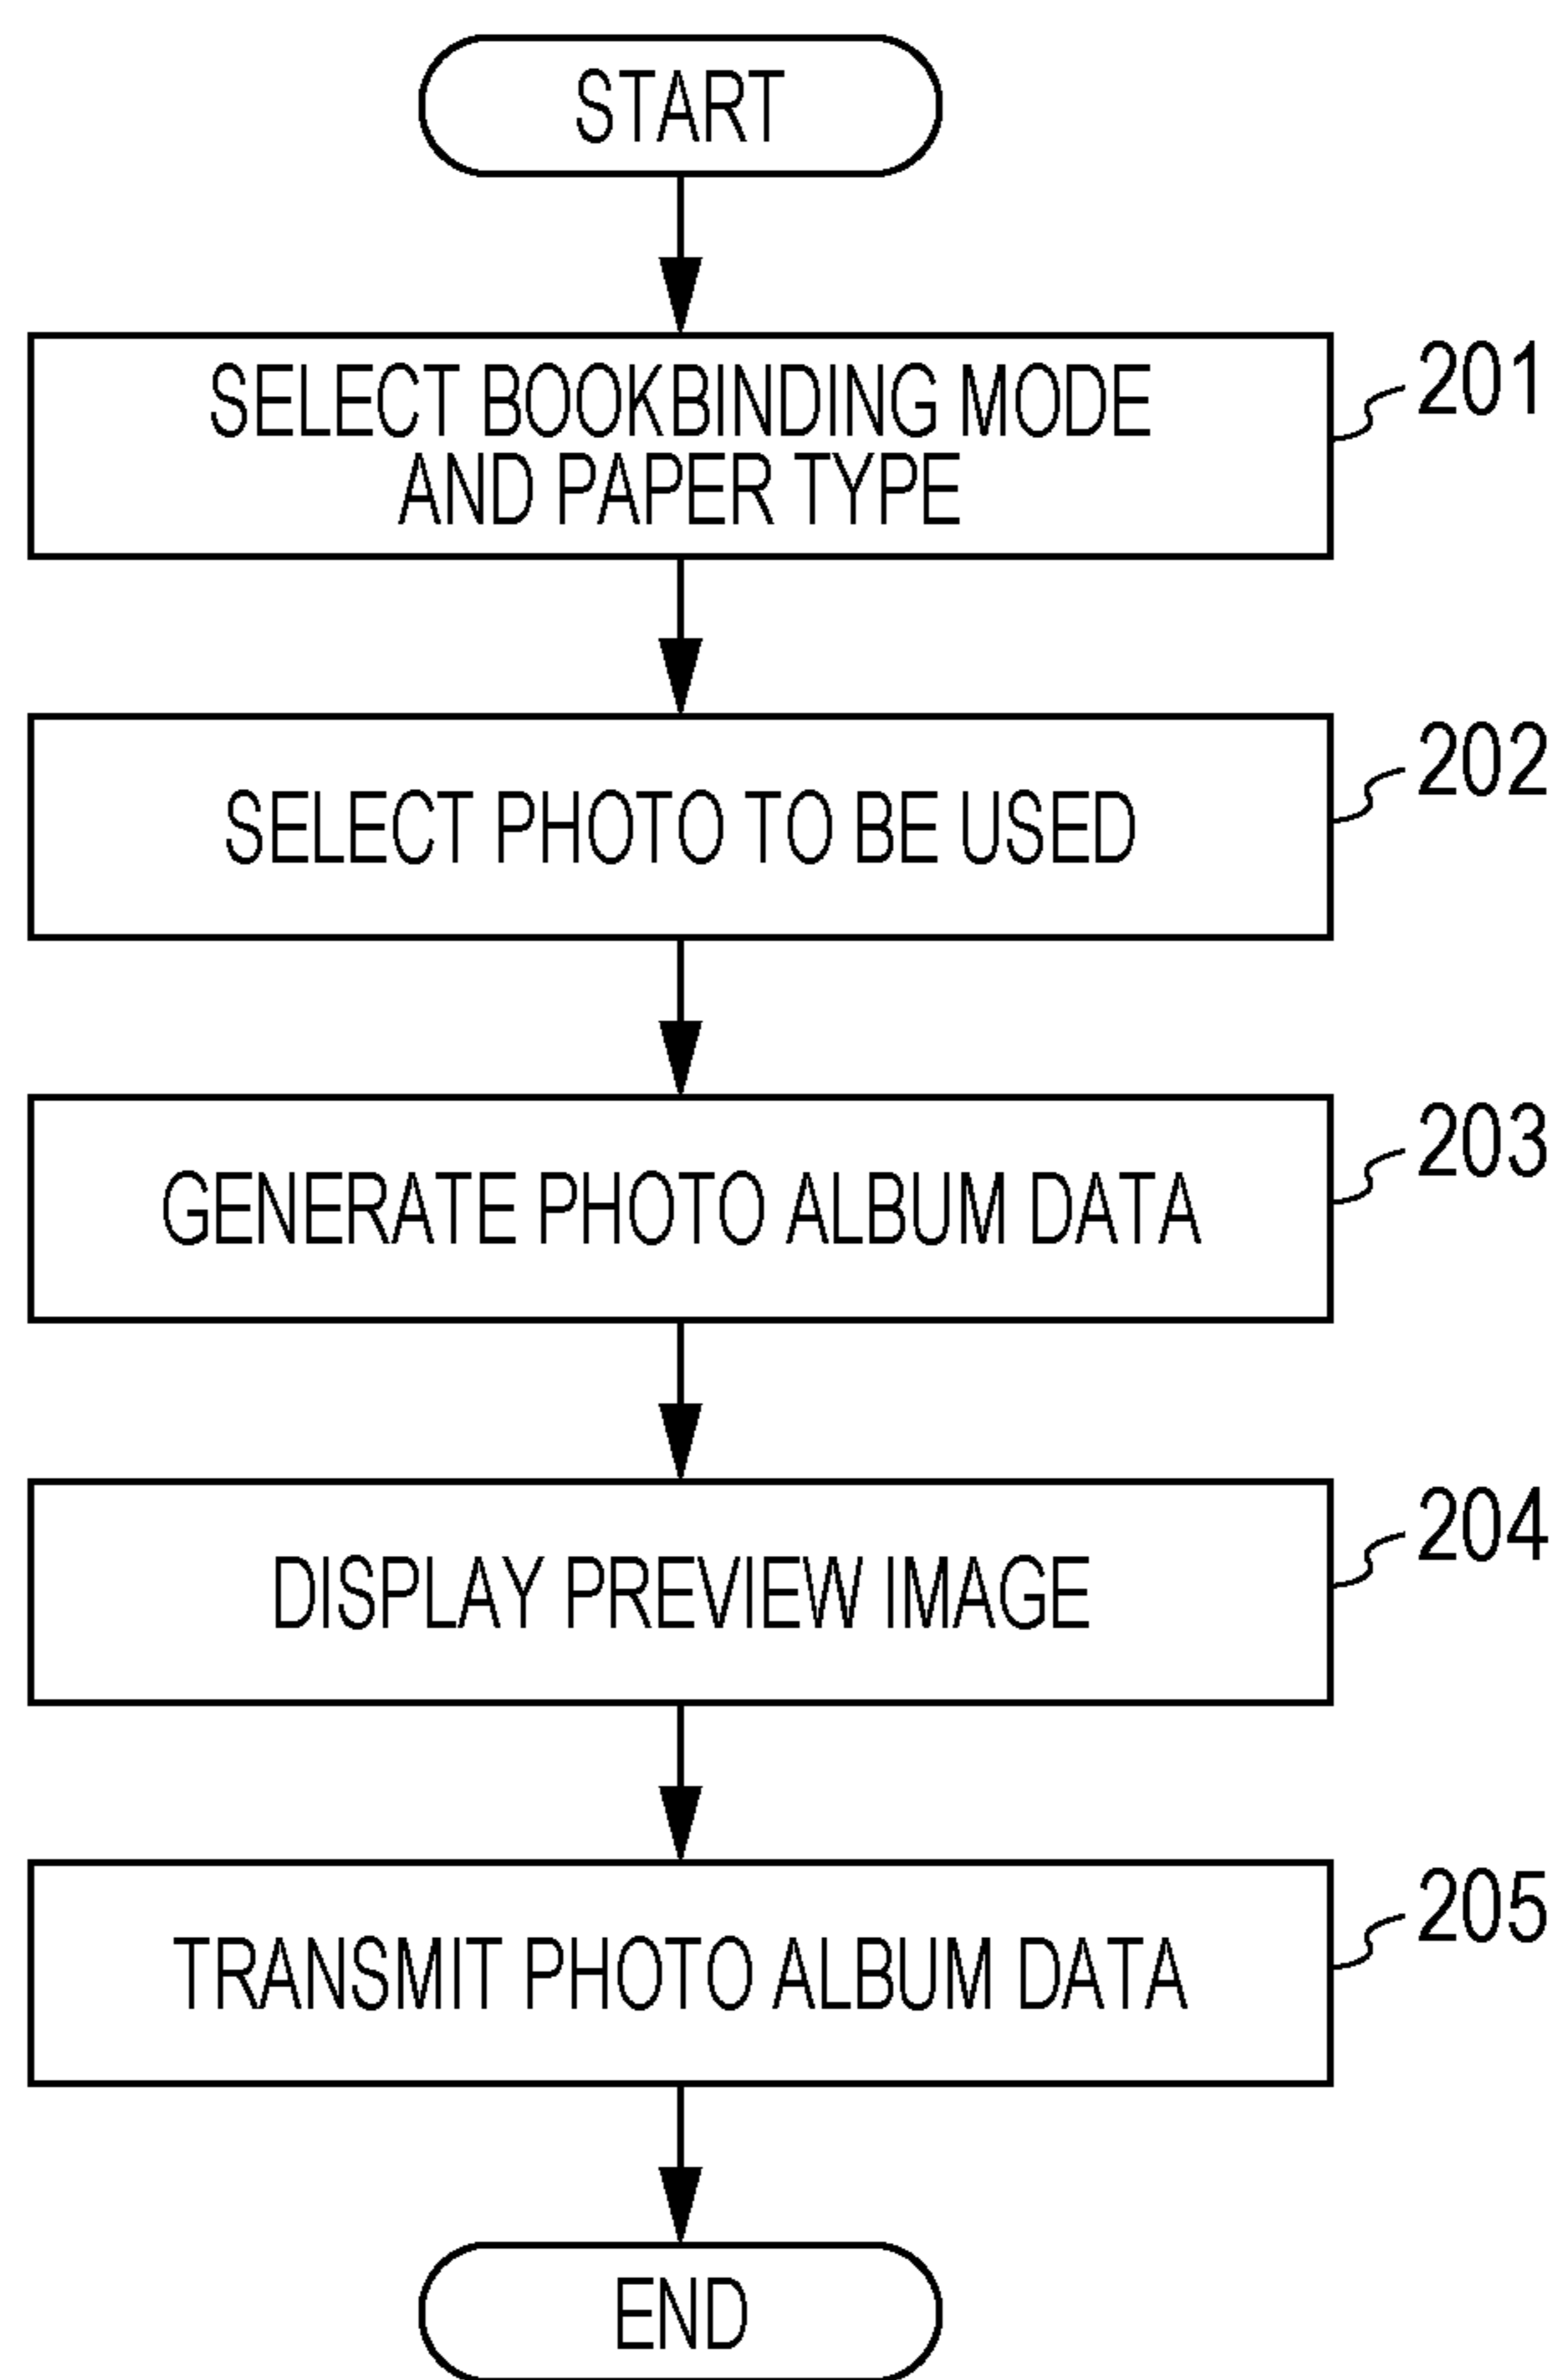 START
SELECT BOOKBINDING MODE
AND PAPER TYPE
201
SELECT PHOTO TO BE USED
202
GENERATE PHOTO ALBUM DATA
203
DISPLAY PREVIEW IMAGE
204
TRANSMIT PHOTO ALBUM DATA
205
END